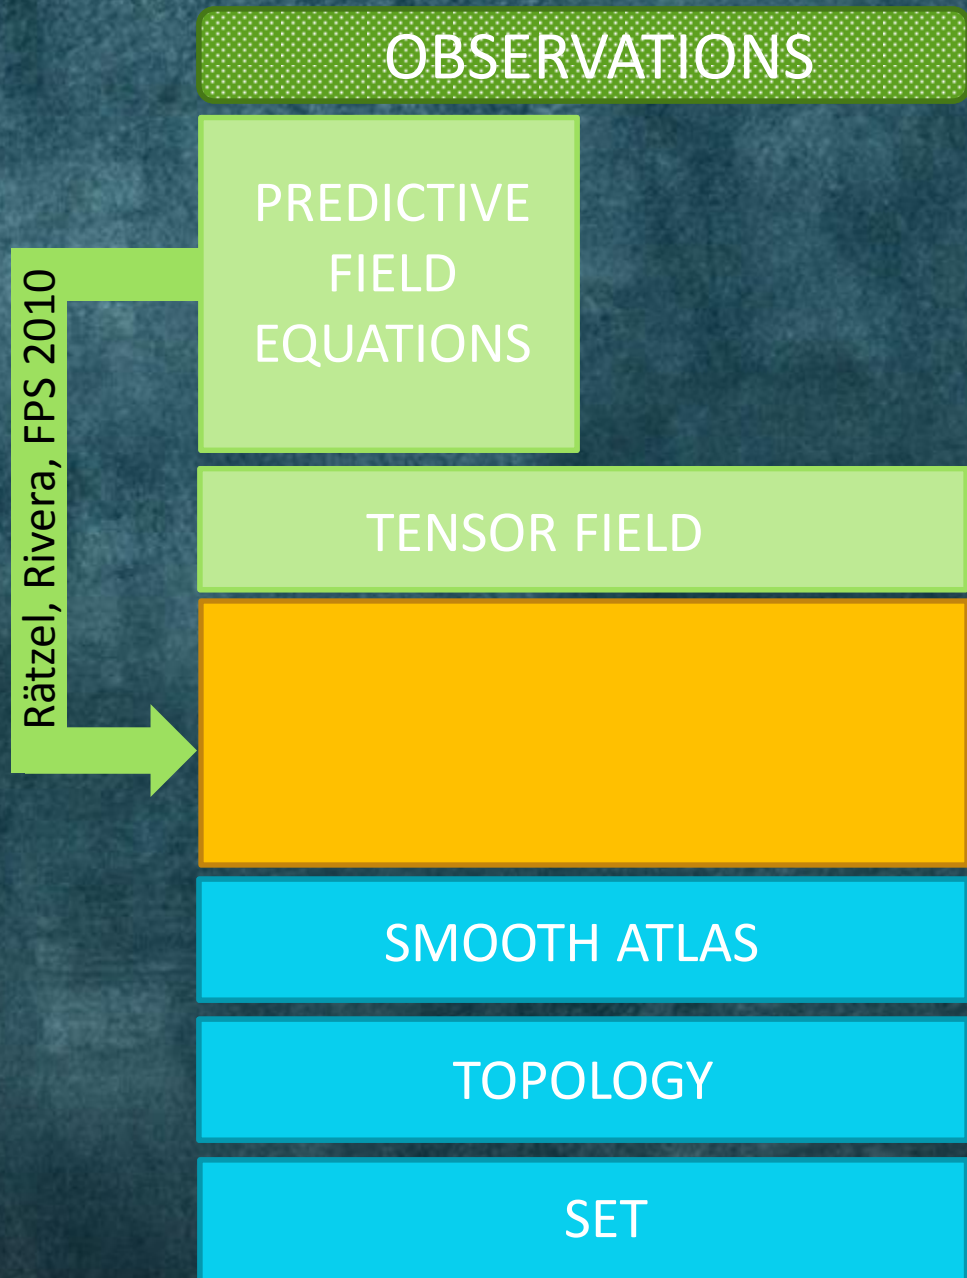 OBSERVATIONS
PREDICTIVE
FIELD
EQUATIONS
Rätzel, Rivera, FPS 2010
TENSOR FIELD
SMOOTH ATLAS
TOPOLOGY
SET